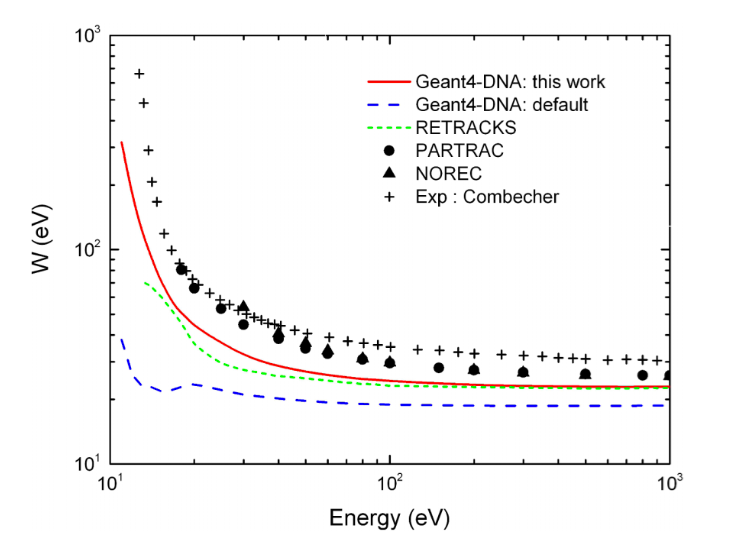 10³
Geant4-DNA: this work
Geant4-DNA: default
RETRACKS
PARTRAC
NOREC
Exp : Combecher
W (eV)
10²
10¹
10¹ 10² 10³
Energy (eV)